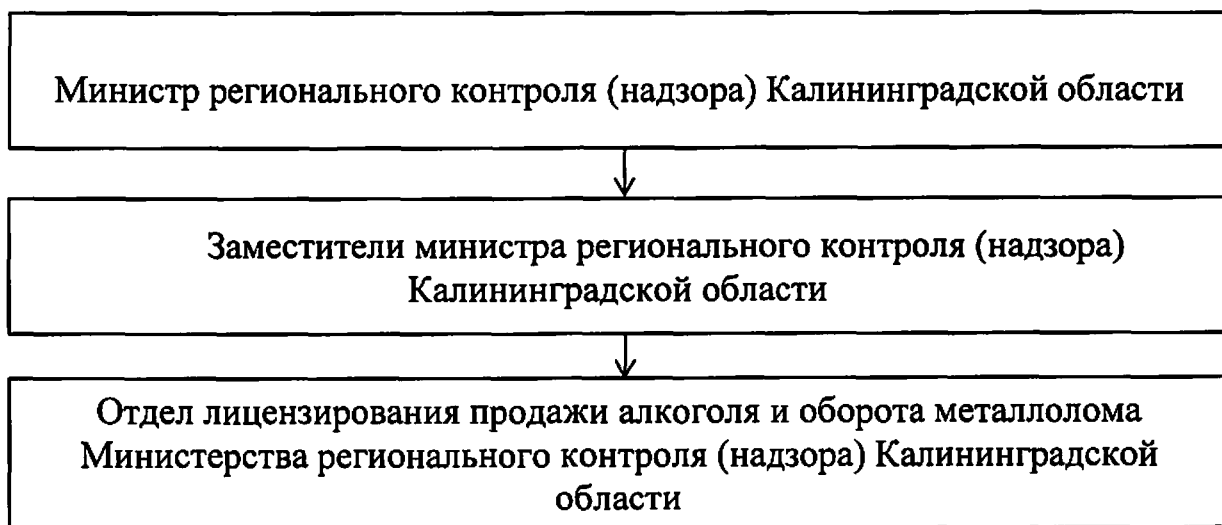 Министр регионального контроля (надзора) Калининградской области
Заместители министра регионального контроля (надзора)
Калининградской области
Отдел лицензирования продажи алкоголя и оборота металлолома
Министерства регионального контроля (надзора) Калининградской
области